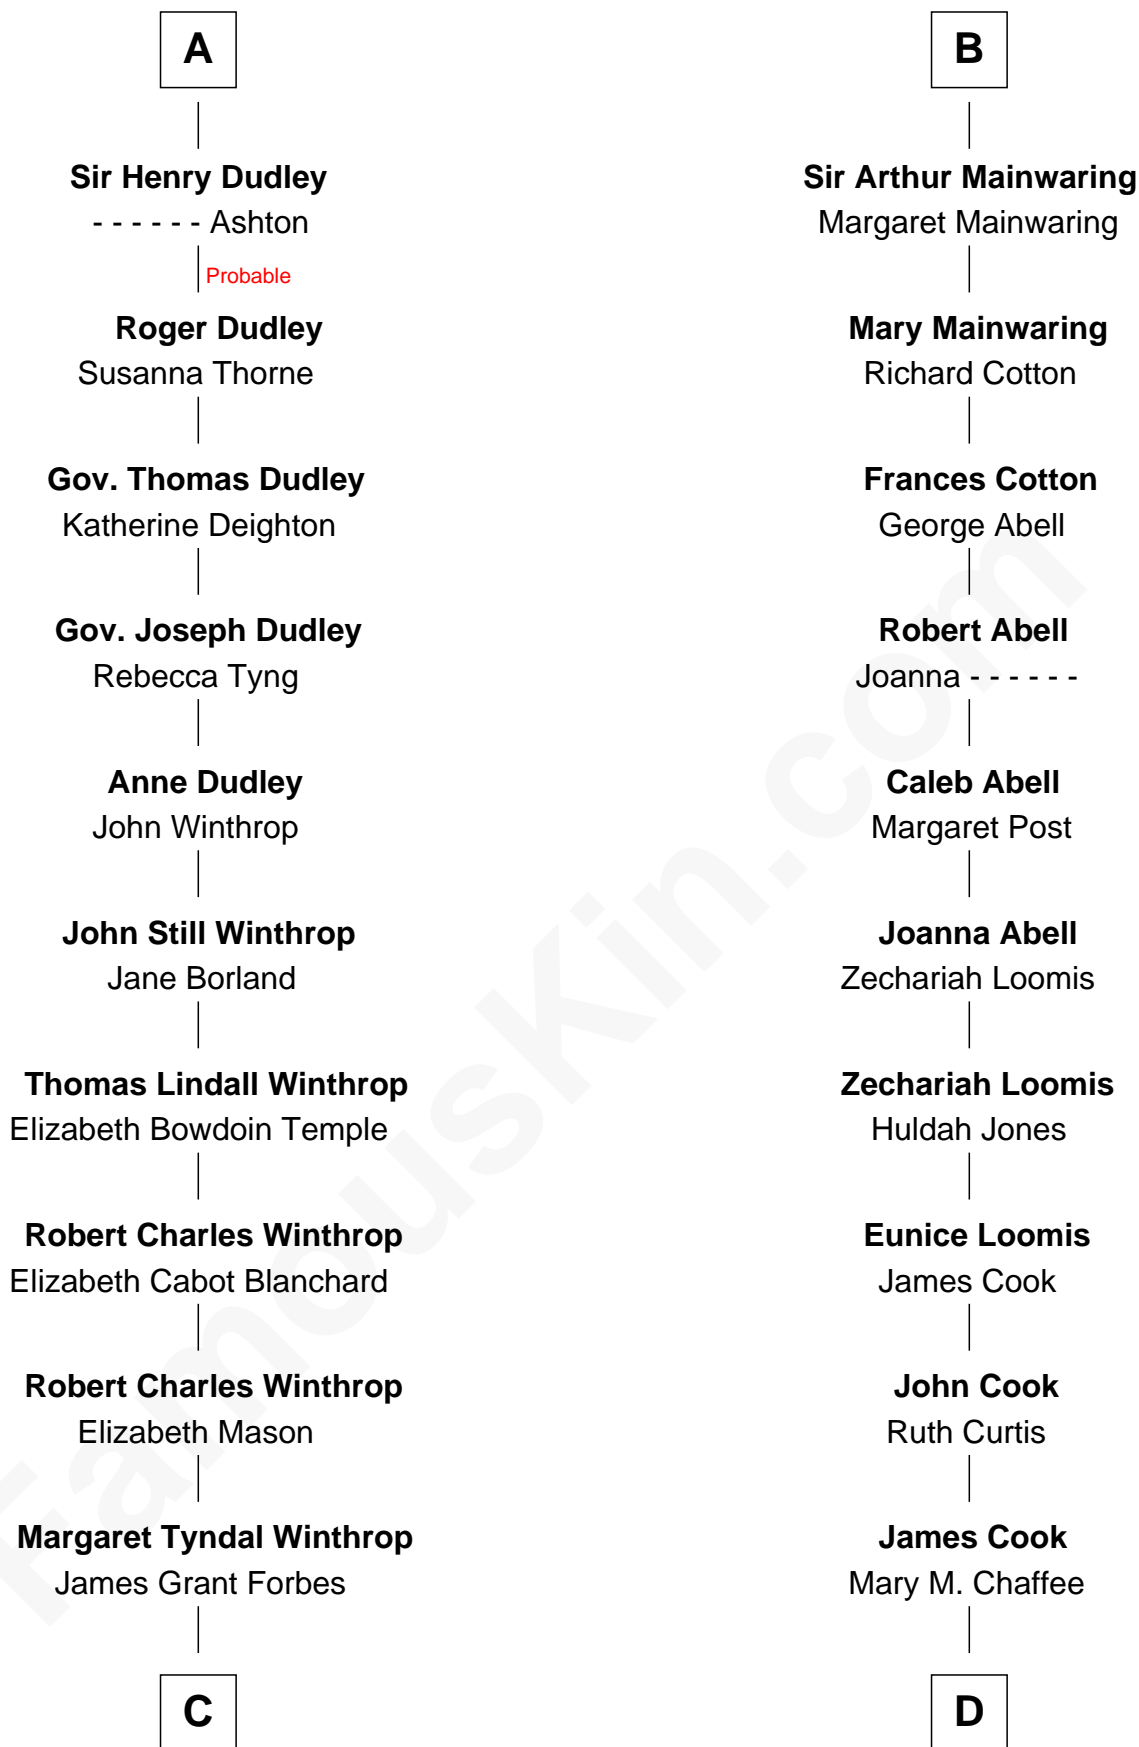 A
Sir Henry Dudley
- - - - - - Ashton
Probable
Roger Dudley
Susanna Thorne
Gov. Thomas Dudley
Katherine Deighton
Gov. Joseph Dudley
Rebecca Tyng
Anne Dudley
John Winthrop
John Still Winthrop
Jane Borland
Thomas Lindall Winthrop
Elizabeth Bowdoin Temple
Robert Charles Winthrop
Elizabeth Cabot Blanchard
Robert Charles Winthrop
Elizabeth Mason
Margaret Tyndal Winthrop
James Grant Forbes
C
B
Sir Arthur Mainwaring
Margaret Mainwaring
Mary Mainwaring
Richard Cotton
Frances Cotton
George Abell
Robert Abell
Joanna - - - - - -
Caleb Abell
Margaret Post
Joanna Abell
Zechariah Loomis
Zechariah Loomis
Huldah Jones
Eunice Loomis
James Cook
John Cook
Ruth Curtis
James Cook
Mary M. Chaffee
D
FamousKin.com